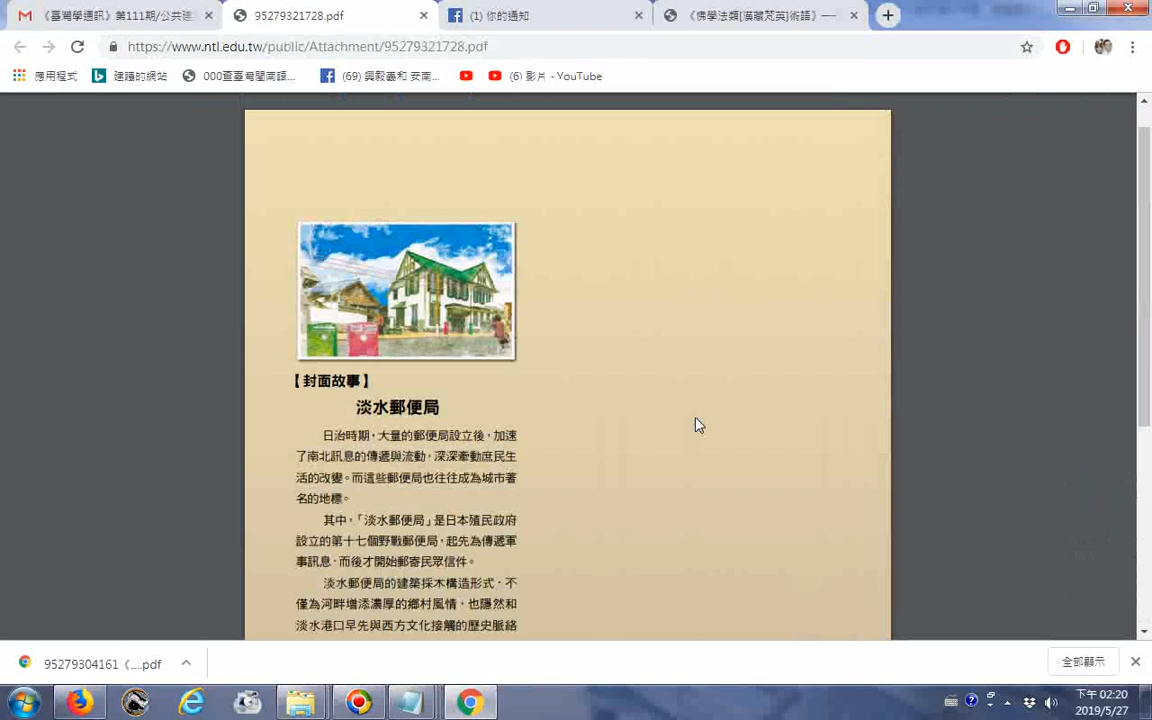 《臺灣學通訊》第111期/公共建
95279321728.pdf
(1) 你的通知
《佛學法類[漢藏梵英]術語》──
https://www.ntl.edu.tw/public/Attachment/95279321728.pdf
應用程式
建議的網站
000查臺灣閩南語...
(69) 興毅義和 安南...
(6) 影片 - YouTube
【封面故事】
淡水郵便局
日治時期，大量的郵便局設立後，加速
了南北訊息的傳遞與流動，深深牽動庶民生
活的改變。而這些郵便局也往往成為城市著
名的地標。
其中，「淡水郵便局」是日本殖民政府
設立的第十七個野戰郵便局，起先為傳遞軍
事訊息，而後才開始郵寄民眾信件。
淡水郵便局的建築採木構造形式，不
僅為河畔增添濃厚的鄉村風情，也隱然和
淡水港口早先與西方文化接觸的歷史脈絡
95279304161《....pdf
全部顯示
下午 02:20
2019/5/27